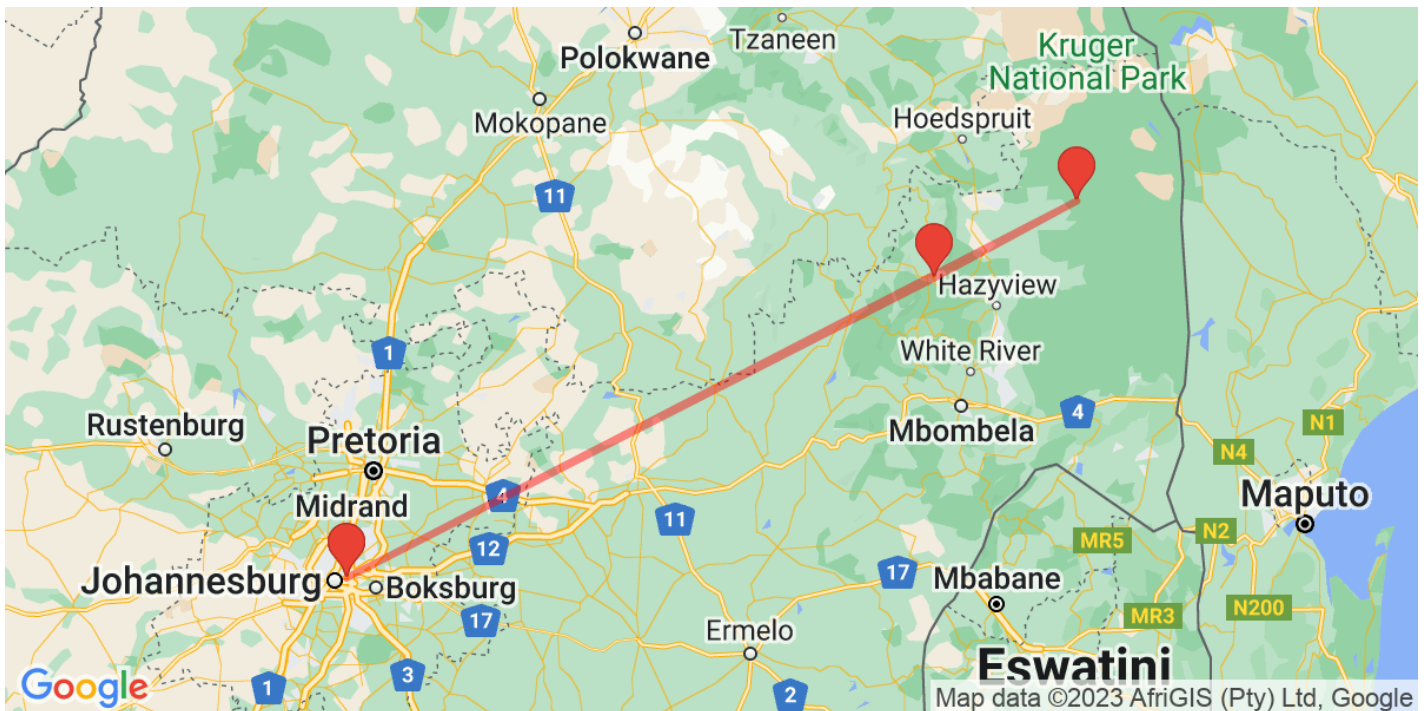 Tzaneen
Polokwane
Kruger
National Park
Mokopane
Hoedspruit
11
Hazyview
1
White River
Rustenburg
Mbombela
4
N1
Pretoria
N4
4
Midrand
Maputo
11
N2
12
MR5
Johannesburg
Boksburg
17
Mbabane
N200
17
MR3
Ermelo
Eswatini
3
1
2
Google
Map data ©2023 AfriGIS (Pty) Ltd, Google